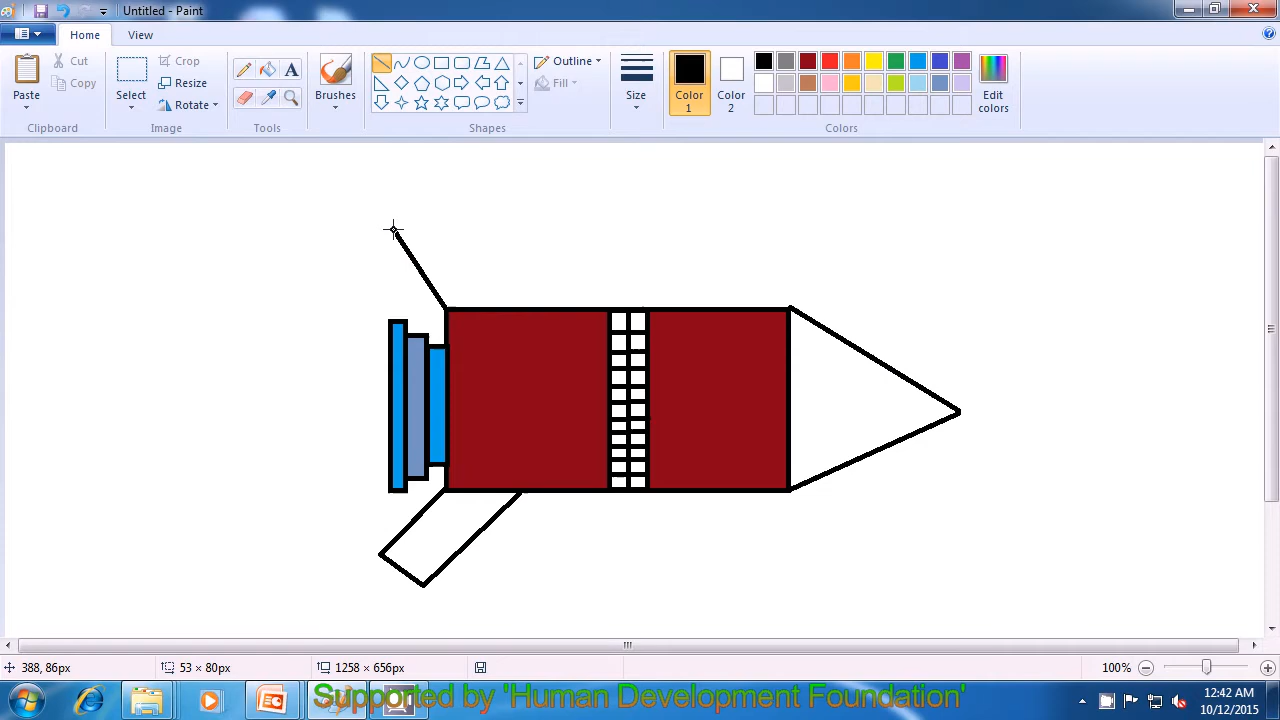 Untitled - Paint
Home
View
Paste
Cut
Copy
Clipboard
Select
Crop
Resize
Rotate
Image
A
Tools
Brushes
Shapes
Outline
Fill
Size
Color
1
Color
2
Edit
colors
Colors
388, 86px
53 × 80px
1258 × 656px
100%
Supported by 'Human Development Foundation'
12:42 AM
10/12/2015